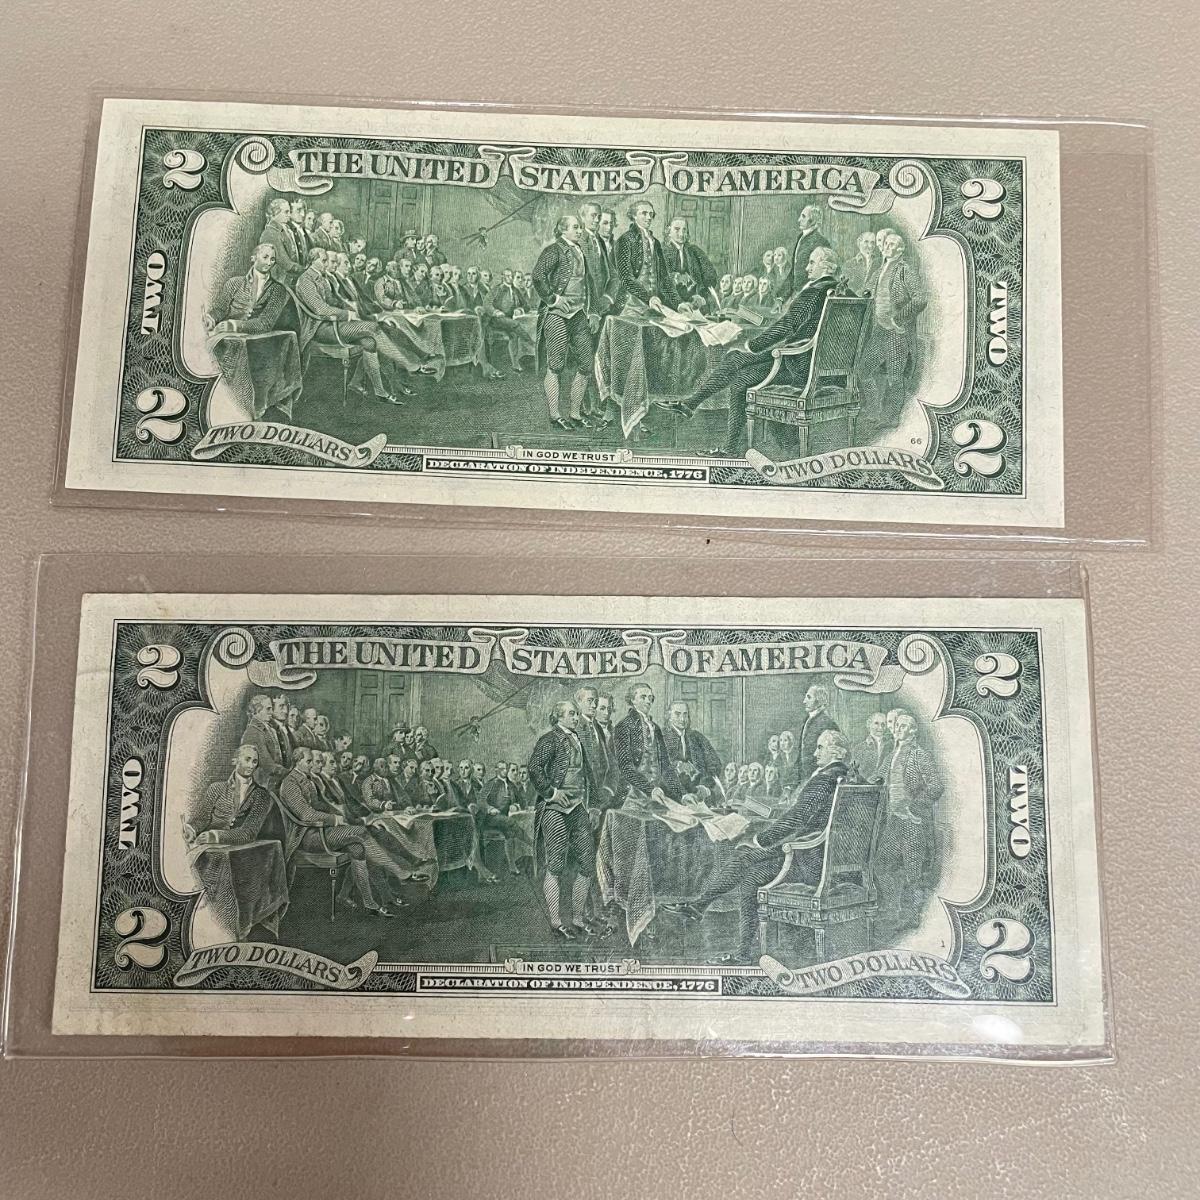 2 THE UNITED STATES OF AMERICA 2
TWO TWO
66
2 TWO DOLLARS IN GOD WE TRUST TWO DOLLARS 2
DECLARATION OF INDEPENDENCE, 1776
2 THE UNITED STATES OF AMERICA 2
TWO TWO
1
2 TWO DOLLARS IN GOD WE TRUST TWO DOLLARS 2
DECLARATION OF INDEPENDENCE, 1776